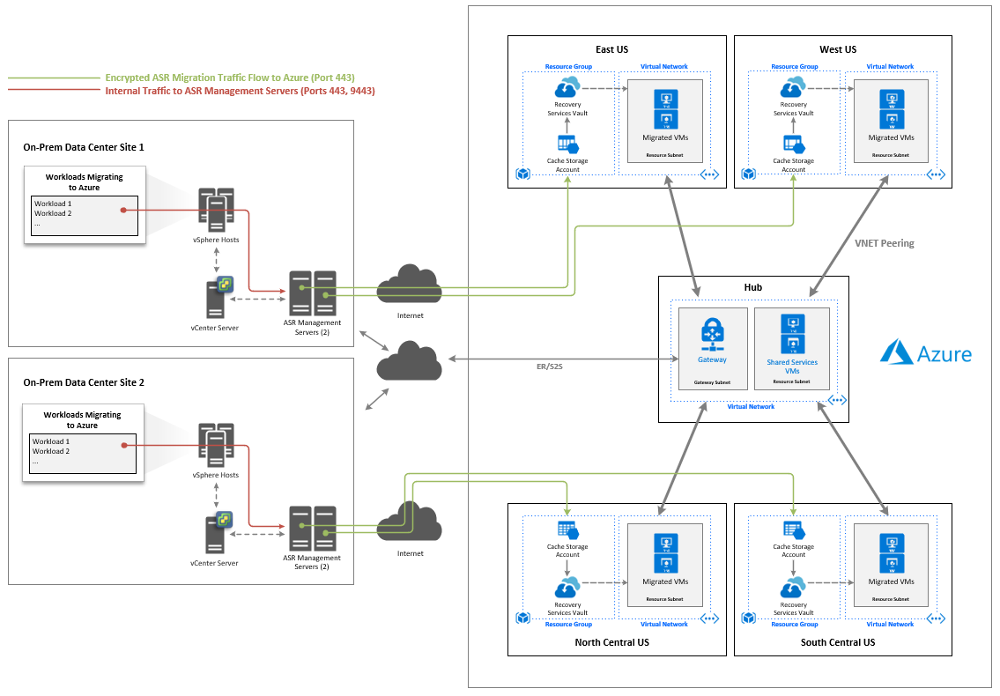 Encrypted ASR Migration Traffic Flow to Azure (Port 443)
Internal Traffic to ASR Management Servers (Ports 443, 9443)
On-Prem Data Center Site 1
Workloads Migrating
to Azure
Workload 1
Workload 2
...
vSphere Hosts
vCenter Server
ASR Management
Servers (2)
Internet
On-Prem Data Center Site 2
Workloads Migrating
to Azure
Workload 1
Workload 2
...
vSphere Hosts
vCenter Server
ASR Management
Servers (2)
Internet
ER/S2S
East US
Resource Group
Virtual Network
Recovery
Services Vault
Cache Storage
Account
Migrated VMs
Resource Subnet
West US
Resource Group
Virtual Network
Recovery
Services Vault
Cache Storage
Account
Migrated VMs
Resource Subnet
VNET Peering
Hub
Gateway
Gateway Subnet
Shared Services
VMs
Resource Subnet
Virtual Network
Azure
Cache Storage
Account
Recovery
Services Vault
Migrated VMs
Resource Subnet
Resource Group
Virtual Network
North Central US
Cache Storage
Account
Recovery
Services Vault
Migrated VMs
Resource Subnet
Resource Group
Virtual Network
South Central US